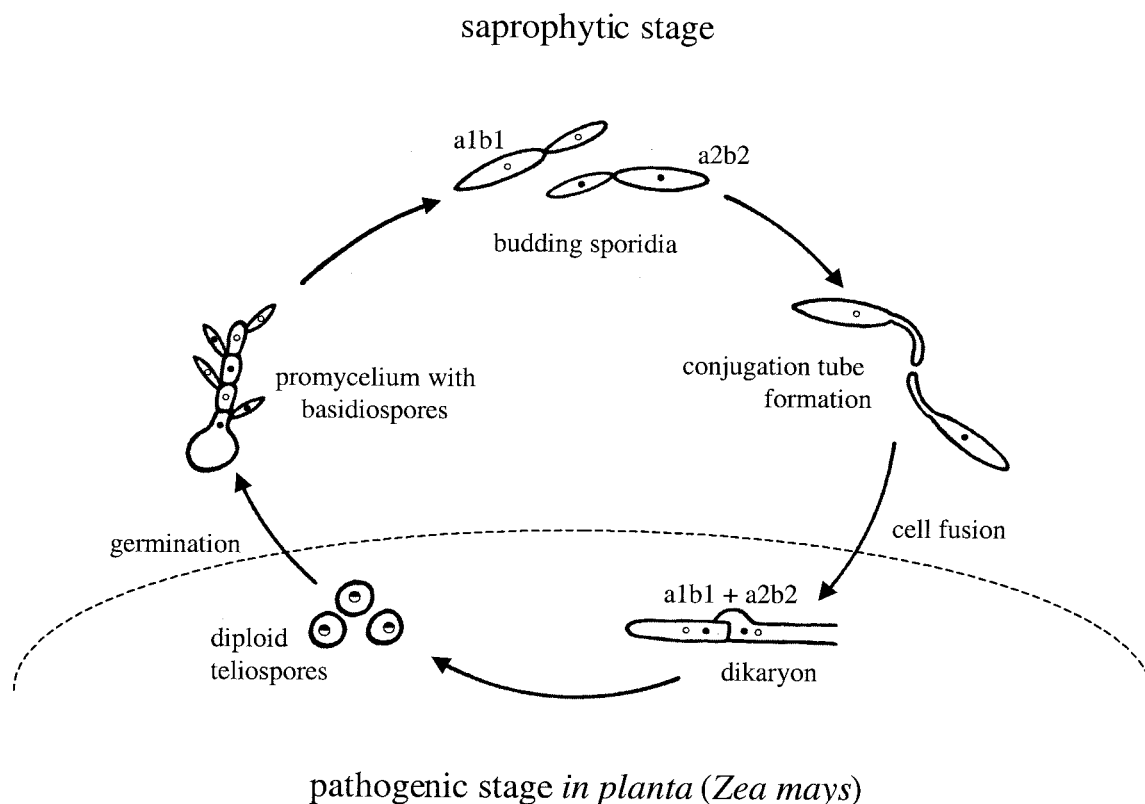 saprophytic stage
a1b1
a2b2
budding sporidia
promycelium with
basidiospores
conjugation tube
formation
germination
cell fusion
a1b1 + a2b2
diploid
teliospores
dikaryon
pathogenic stage in planta (Zea mays)